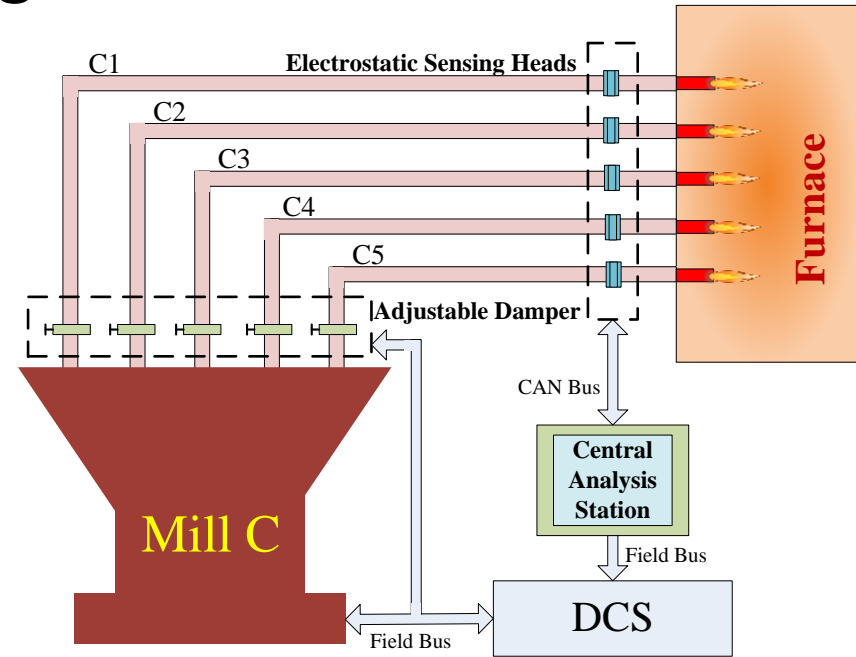 C1
Electrostatic Sensing Heads
C2
C3
C4
C5
Furnace
Adjustable Damper
CAN Bus
Central
Analysis
Station
Mill C
Field Bus
DCS
Field Bus